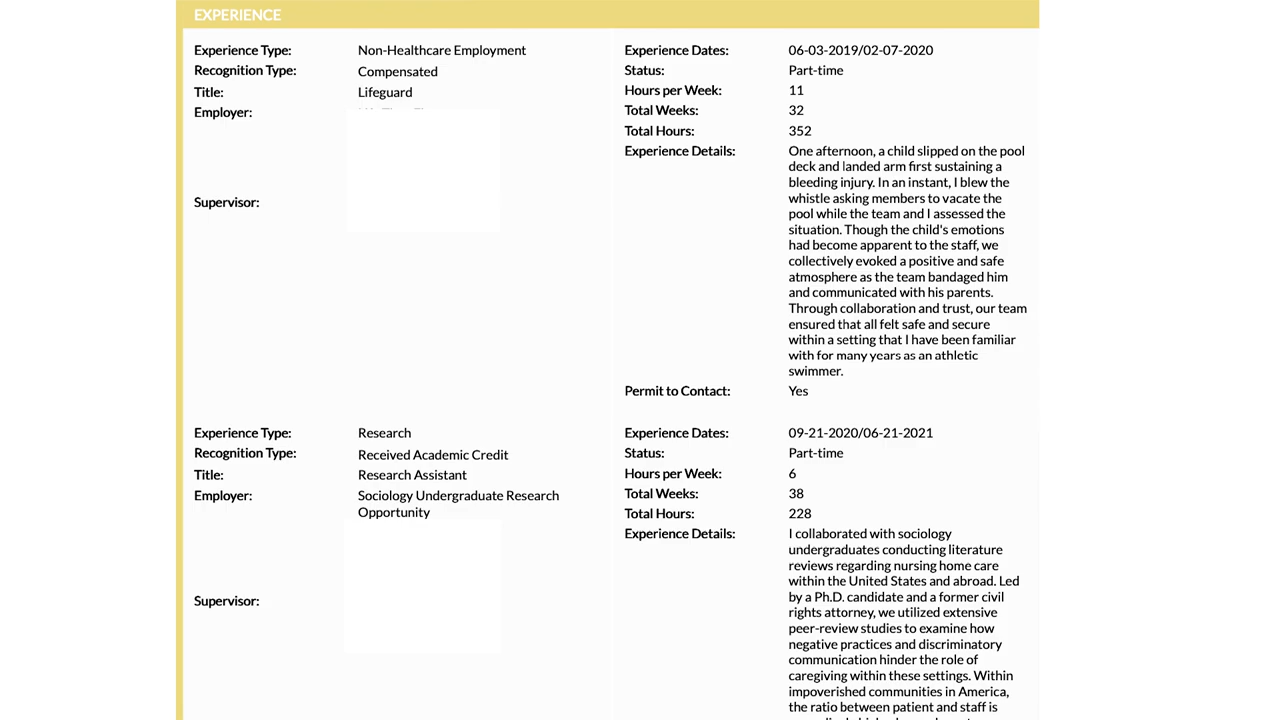 EXPERIENCE
Experience Type: Non-Healthcare Employment
Recognition Type: Compensated
Title: Lifeguard
Employer:
Supervisor:
Experience Dates: 06-03-2019/02-07-2020
Status: Part-time
Hours per Week: 11
Total Weeks: 32
Total Hours: 352
Experience Details: One afternoon, a child slipped on the pool
deck and landed arm first sustaining a
bleeding injury. In an instant, I blew the
whistle asking members to vacate the
pool while the team and I assessed the
situation. Though the child's emotions
had become apparent to the staff, we
collectively evoked a positive and safe
atmosphere as the team bandaged him
and communicated with his parents.
Through collaboration and trust, our team
ensured that all felt safe and secure
within a setting that I have been familiar
with for many years as an athletic
swimmer.
Permit to Contact: Yes
Experience Type: Research
Recognition Type: Received Academic Credit
Title: Research Assistant
Employer: Sociology Undergraduate Research
Opportunity
Supervisor:
Experience Dates: 09-21-2020/06-21-2021
Status: Part-time
Hours per Week: 6
Total Weeks: 38
Total Hours: 228
Experience Details: I collaborated with sociology
undergraduates conducting literature
reviews regarding nursing home care
within the United States and abroad. Led
by a Ph.D. candidate and a former civil
rights attorney, we utilized extensive
peer-review studies to examine how
negative practices and discriminatory
communication hinder the role of
caregiving within these settings. Within
impoverished communities in America,
the ratio between patient and staff is